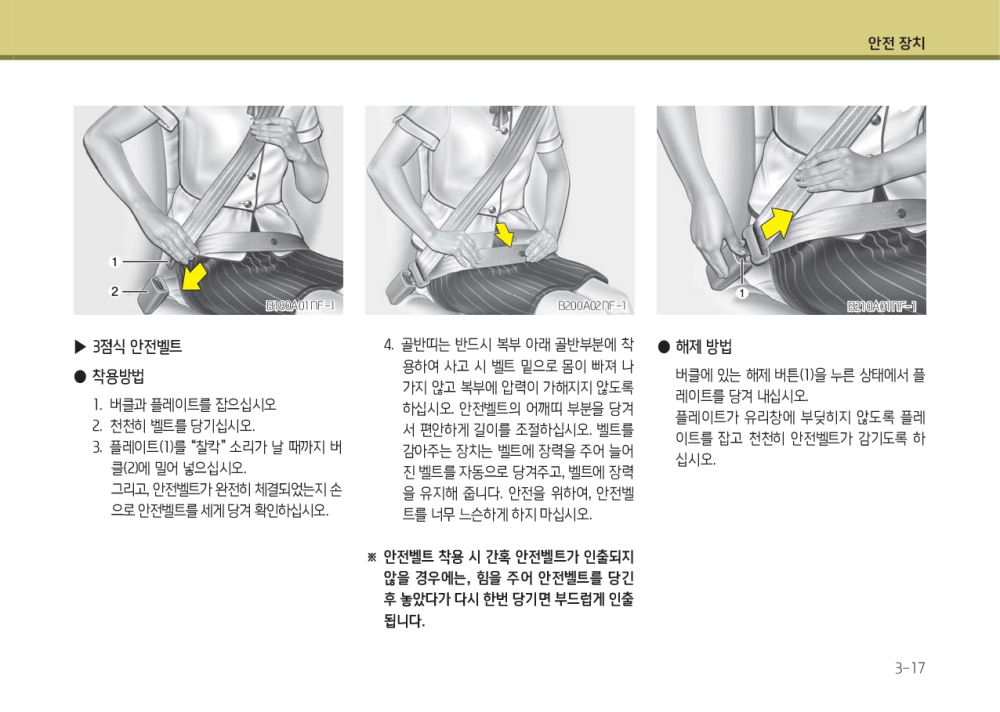 안전 장치
1
2
B180A01NF-1
B200A02NF-1
1
B210A01NF-1
▶ 3점식 안전벨트
● 착용방법
1. 버클과 플레이트를 잡으십시오
2. 천천히 벨트를 당기십시오.
3. 플레이트(1)를 “찰칵” 소리가 날 때까지 버
클(2)에 밀어 넣으십시오.
그리고, 안전벨트가 완전히 체결되었는지 손
으로 안전벨트를 세게 당겨 확인하십시오.
4. 골반띠는 반드시 복부 아래 골반부분에 착
용하여 사고 시 벨트 밑으로 몸이 빠져 나
가지 않고 복부에 압력이 가해지지 않도록
하십시오. 안전벨트의 어깨띠 부분을 당겨
서 편안하게 길이를 조절하십시오. 벨트를
감아주는 장치는 벨트에 장력을 주어 늘어
진 벨트를 자동으로 당겨주고, 벨트에 장력
을 유지해 줍니다. 안전을 위하여, 안전벨
트를 너무 느슨하게 하지 마십시오.
※ 안전벨트 착용 시 간혹 안전벨트가 인출되지
않을 경우에는, 힘을 주어 안전벨트를 당긴
후 놓았다가 다시 한번 당기면 부드럽게 인출
됩니다.
● 해제 방법
버클에 있는 해제 버튼(1)을 누른 상태에서 플
레이트를 당겨 내십시오.
플레이트가 유리창에 부딪히지 않도록 플레
이트를 잡고 천천히 안전벨트가 감기도록 하
십시오.
3-17